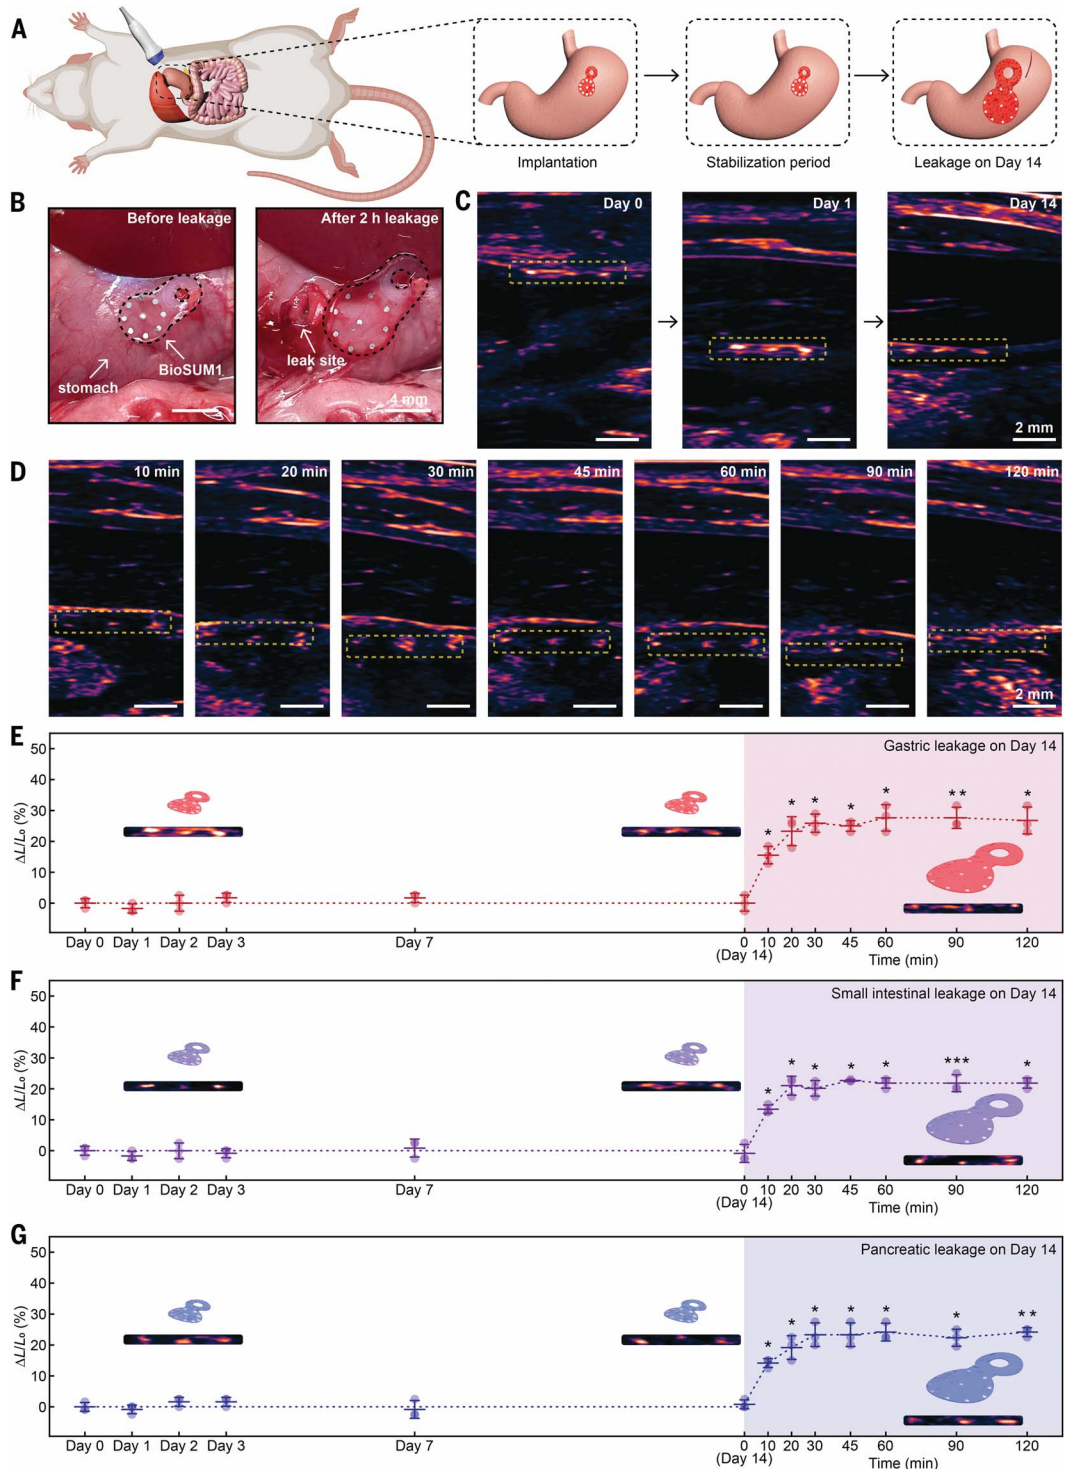 A
Implantation
Stabilization period
Leakage on Day 14
B
Before leakage
stomach
BioSUM1
After 2 h leakage
leak site
4 mm
C
Day 0
Day 1
Day 14
2 mm
D
10 min
20 min
30 min
45 min
60 min
90 min
120 min
2 mm
E
Gastric leakage on Day 14
ΔL/L₀ (%)
50
40
30
20
10
0
* * * * * ** *
Day 0 Day 1 Day 2 Day 3 Day 7 0 10 20 30 45 60 90 120
(Day 14) Time (min)
F
Small intestinal leakage on Day 14
ΔL/L₀ (%)
50
40
30
20
10
0
* * * * * *** *
Day 0 Day 1 Day 2 Day 3 Day 7 0 10 20 30 45 60 90 120
(Day 14) Time (min)
G
Pancreatic leakage on Day 14
ΔL/L₀ (%)
50
40
30
20
10
0
* * * * * * **
Day 0 Day 1 Day 2 Day 3 Day 7 0 10 20 30 45 60 90 120
(Day 14) Time (min)